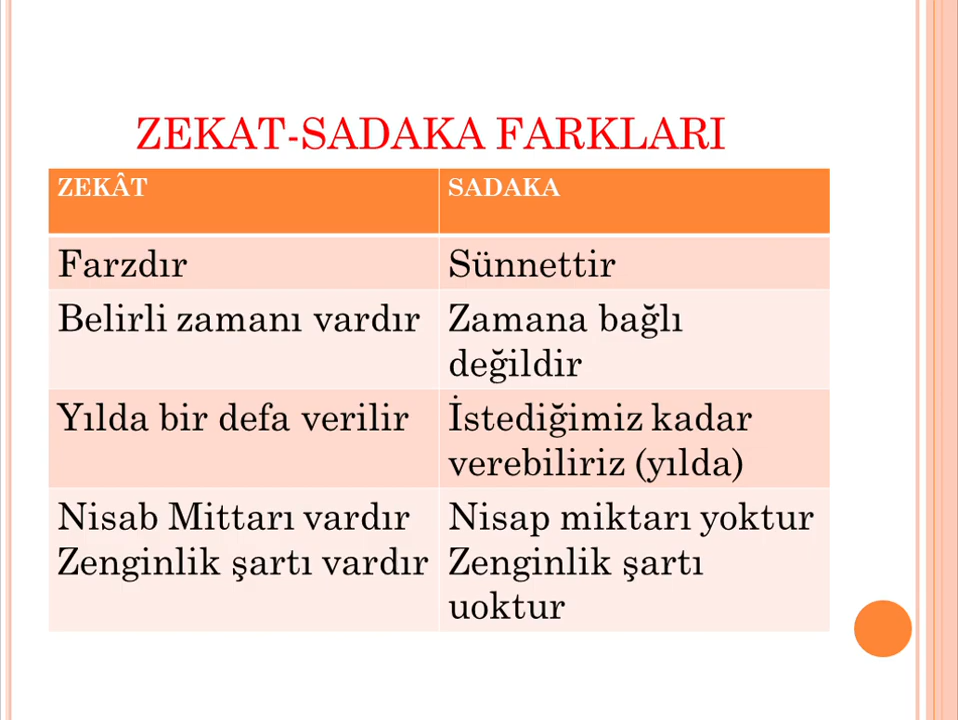 ZEKAT-SADAKA FARKLARI
ZEKÂT
SADAKA
Farzdır
Sünnettir
Belirli zamanı vardır
Zamana bağlı
değildir
Yılda bir defa verilir
İstediğimiz kadar
verebiliriz (yılda)
Nisab Mittarı vardır
Zenginlik şartı vardır
Nisap miktarı yoktur
Zenginlik şartı
uoktur